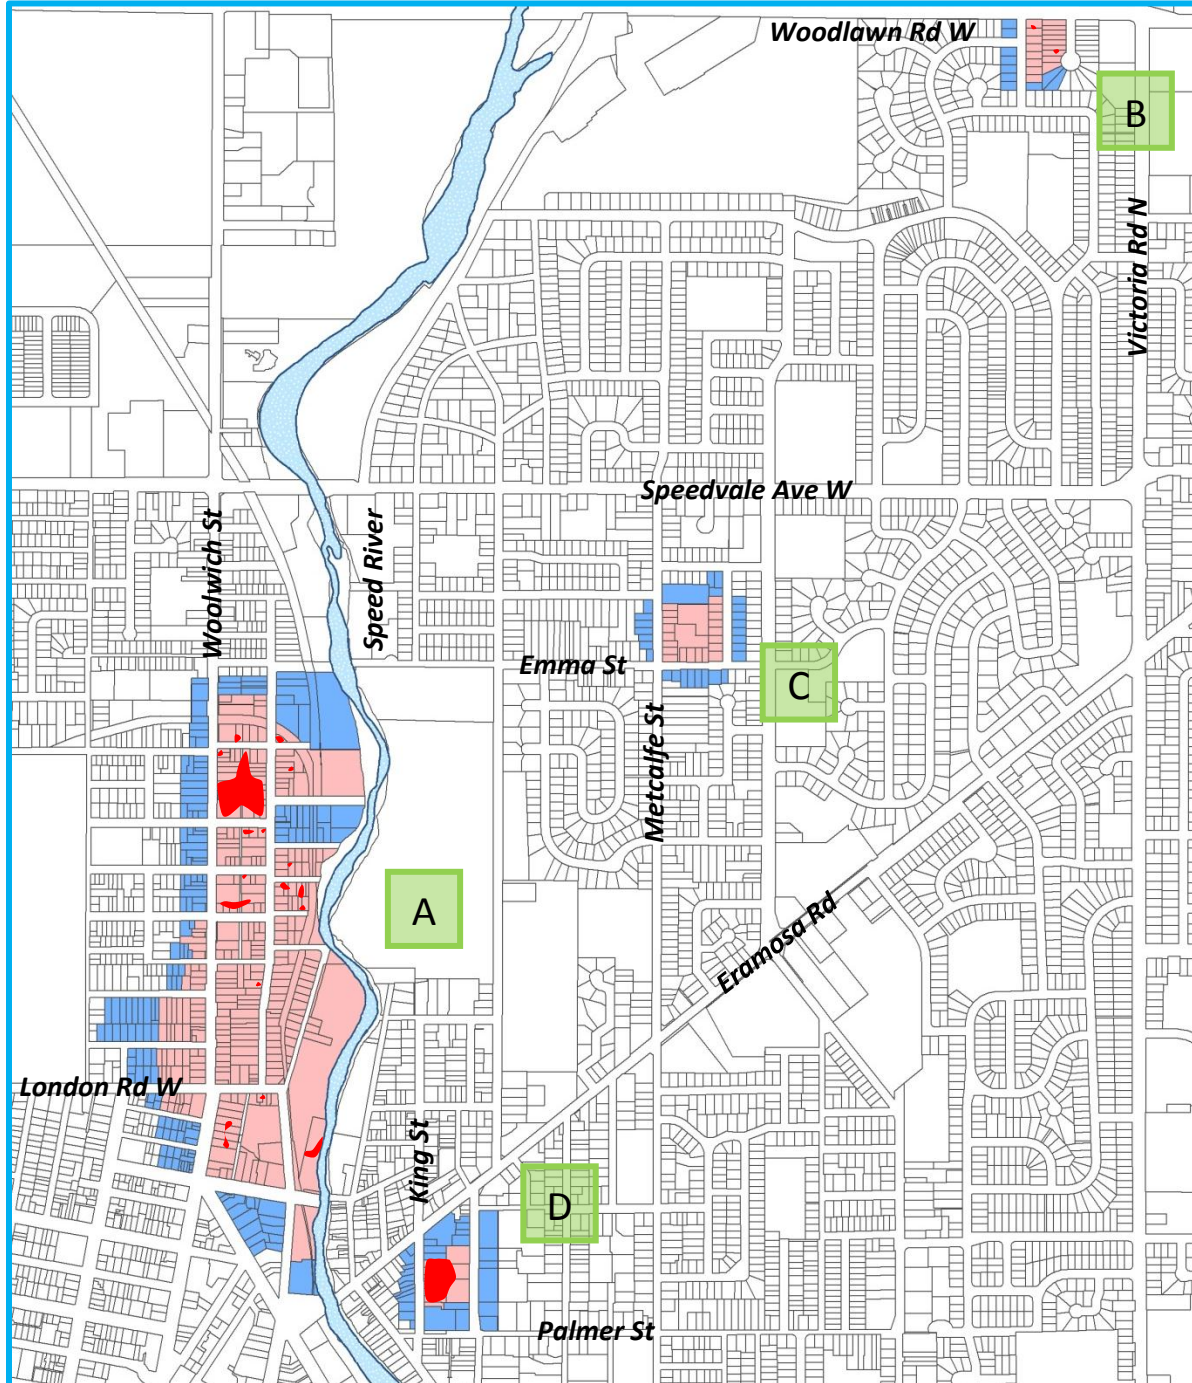 Woodlawn Rd W
B
Victoria Rd N
Speedvale Ave W
Woolwich St
Speed River
Emma St
C
Metcalfe St
A
Eramosa Rd
London Rd W
King St
D
Palmer St